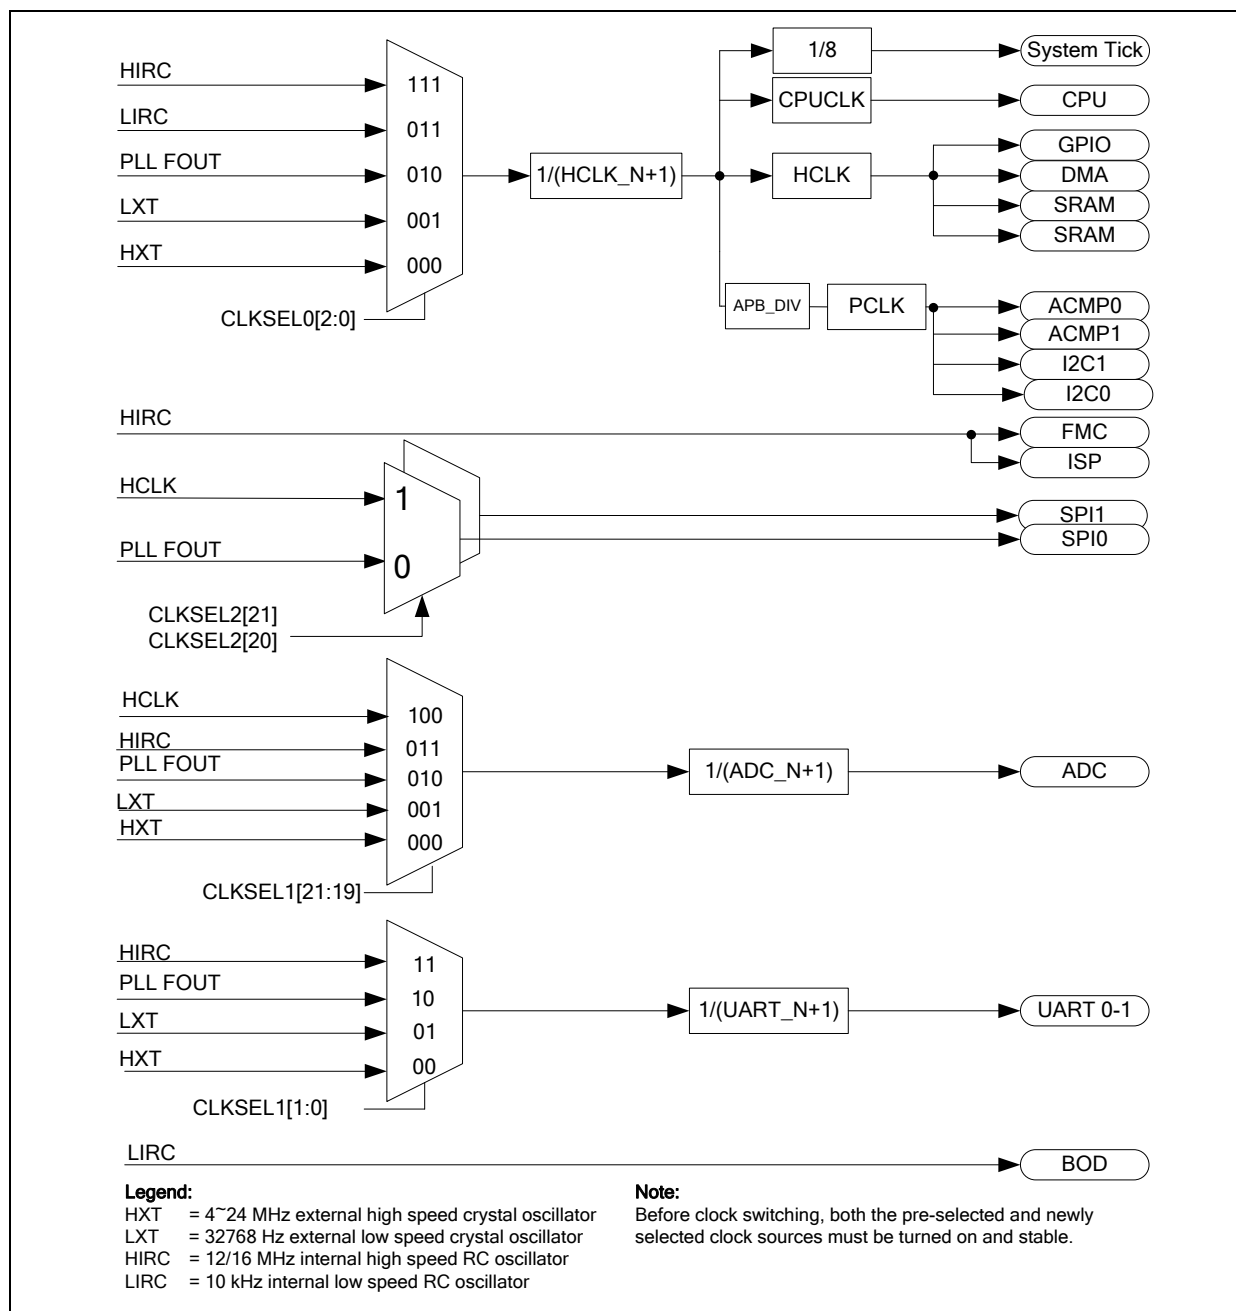 1/8
System Tick
HIRC
111
CPUCLK
CPU
LIRC
011
GPIO
PLL FOUT
010
1/(HCLK_N+1)
HCLK
DMA
SRAM
LXT
001
SRAM
HXT
000
CLKSEL0[2:0]
APB_DIV
PCLK
ACMP0
ACMP1
I2C1
I2C0
HIRC
FMC
ISP
HCLK
1
SPI1
SPI0
PLL FOUT
0
CLKSEL2[21]
CLKSEL2[20]
HCLK
100
HIRC
011
PLL FOUT
010
1/(ADC_N+1)
ADC
LXT
001
HXT
000
CLKSEL1[21:19]
HIRC
11
PLL FOUT
10
1/(UART_N+1)
UART 0-1
LXT
01
HXT
00
CLKSEL1[1:0]
LIRC
BOD
Legend:
HXT = 4~24 MHz external high speed crystal oscillator
LXT = 32768 Hz external low speed crystal oscillator
HIRC = 12/16 MHz internal high speed RC oscillator
LIRC = 10 kHz internal low speed RC oscillator
Note:
Before clock switching, both the pre-selected and newly
selected clock sources must be turned on and stable.